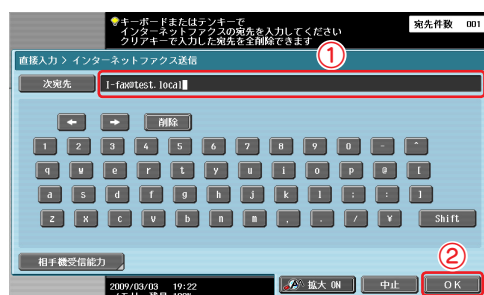 キーボードまたはテンキーで
インターネットファクスの宛先を入力してください
クリアキーで入力した宛先を全削除できます
宛先件数 001
直接入力 > インターネットファクス送信
①
次宛先 I-fax@test.local
← → 削除
1 2 3 4 5 6 7 8 9 0 - ^
q w e r t y u i o p @ [
a s d f g h j k l ; : ]
z x c v b n m , . / ¥ Shift
相手機受信能力
②
2009/03/03 19:22
拡大 ON 中止 OK